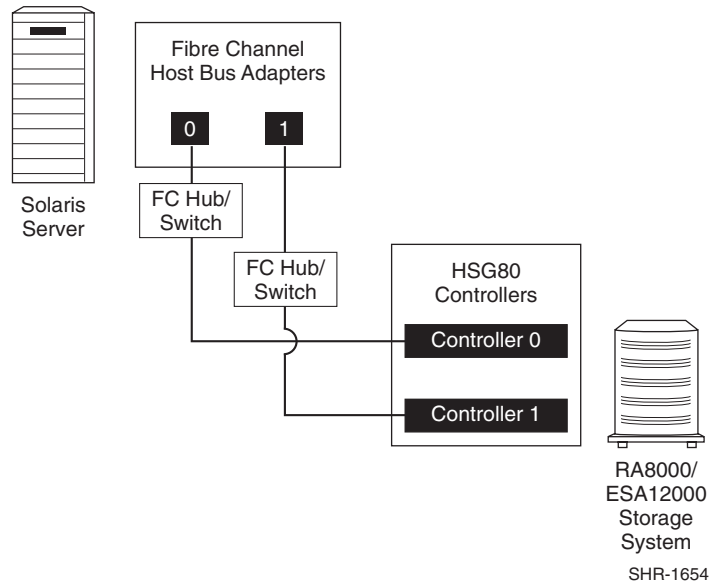 Fibre Channel
Host Bus Adapters
0
1
Solaris
Server
FC Hub/
Switch
FC Hub/
Switch
HSG80
Controllers
Controller 0
Controller 1
RA8000/
ESA12000
Storage
System
SHR-1654